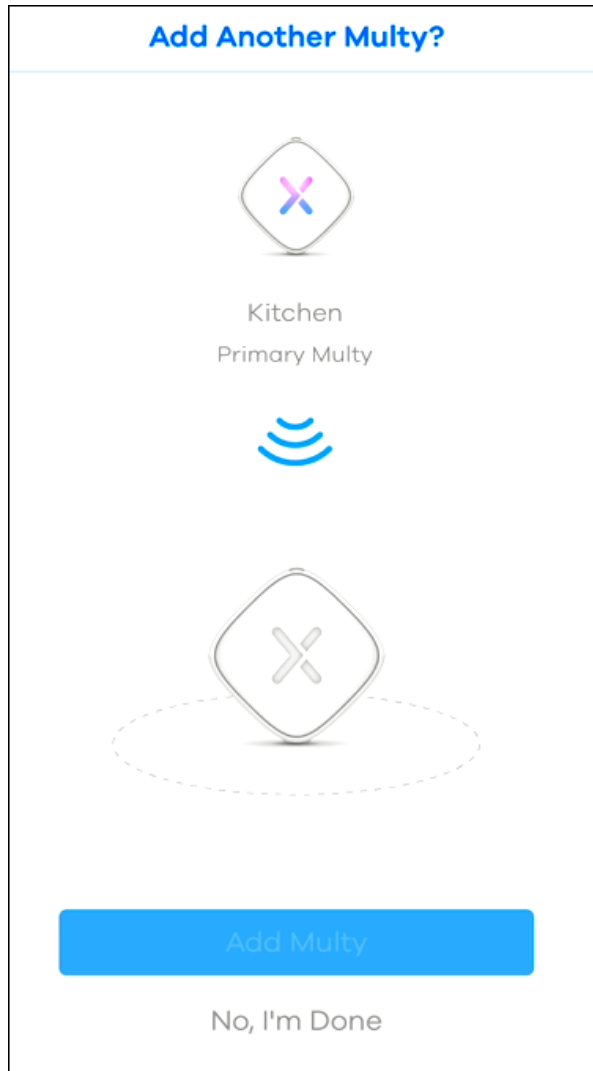 Add Another Multy?
Kitchen
Primary Multy
Add Multy
No, I'm Done